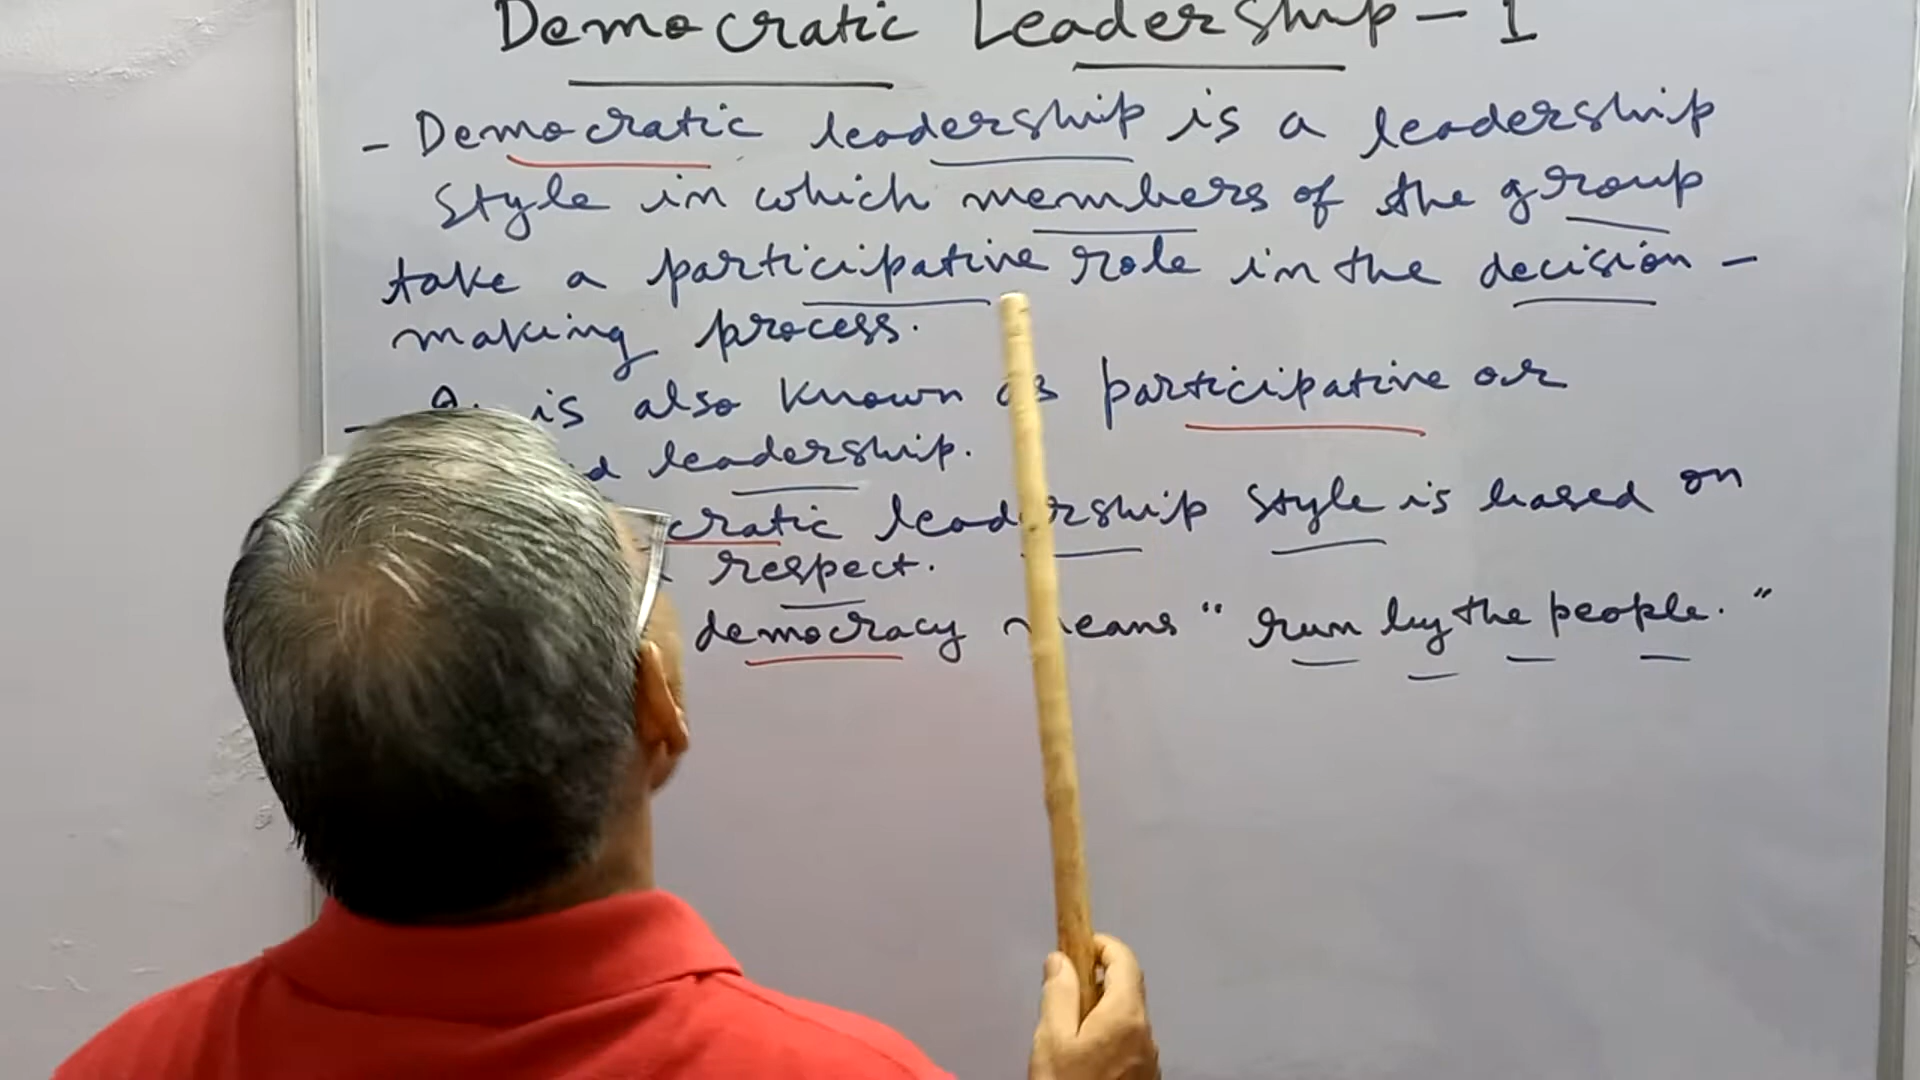 Democratic Leadership - 1
- Democratic leadership is a leadership
style in which members of the group
take a participative role in the decision -
making process.
- is also known as participative or
leadership.
cratic leadership style is based on
respect.
democracy means " run by the people. "